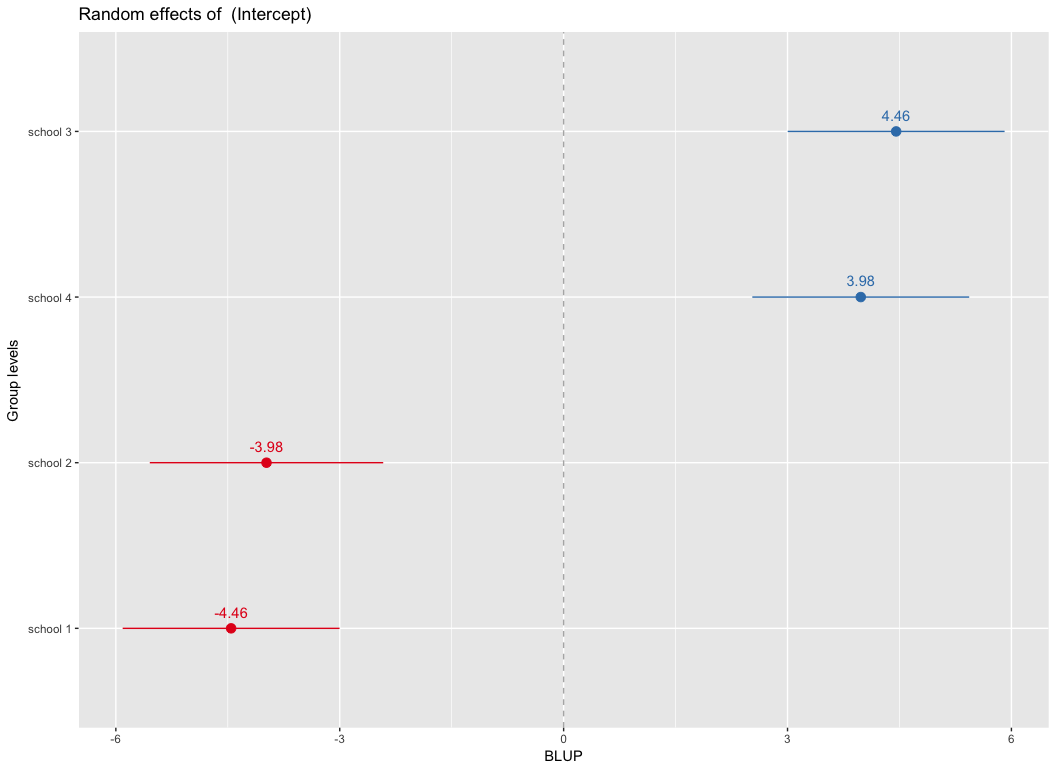 Random effects of  (Intercept)
school 3
4.46
school 4
3.98
Group levels
school 2
-3.98
school 1
-4.46
-6 -3 0 3 6
BLUP